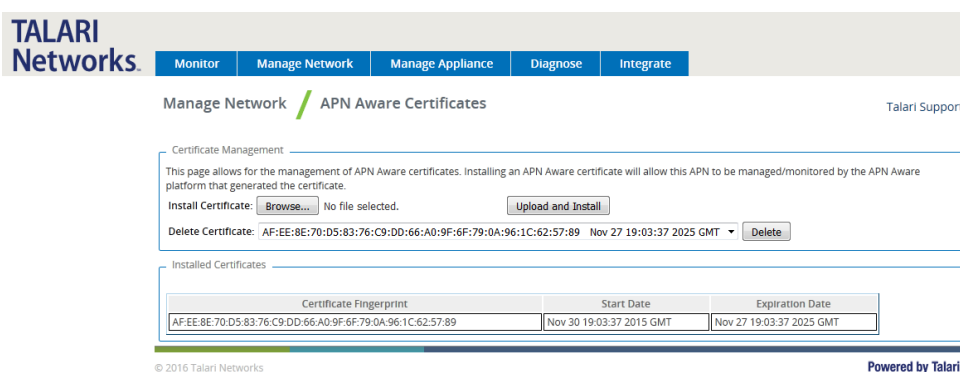 TALARI
Networks.
Monitor Manage Network Manage Appliance Diagnose Integrate
Manage Network / APN Aware Certificates
Talari Support
Certificate Management
This page allows for the management of APN Aware certificates. Installing an APN Aware certificate will allow this APN to be managed/monitored by the APN Aware
platform that generated the certificate.
Install Certificate: Browse... No file selected. Upload and Install
Delete Certificate: AF:EE:8E:70:D5:83:76:C9:DD:66:A0:9F:6F:79:0A:96:1C:62:57:89 Nov 27 19:03:37 2025 GMT Delete
Installed Certificates
Certificate Fingerprint Start Date Expiration Date
AF:EE:8E:70:D5:83:76:C9:DD:66:A0:9F:6F:79:0A:96:1C:62:57:89 Nov 30 19:03:37 2015 GMT Nov 27 19:03:37 2025 GMT
© 2016 Talari Networks
Powered by Talari